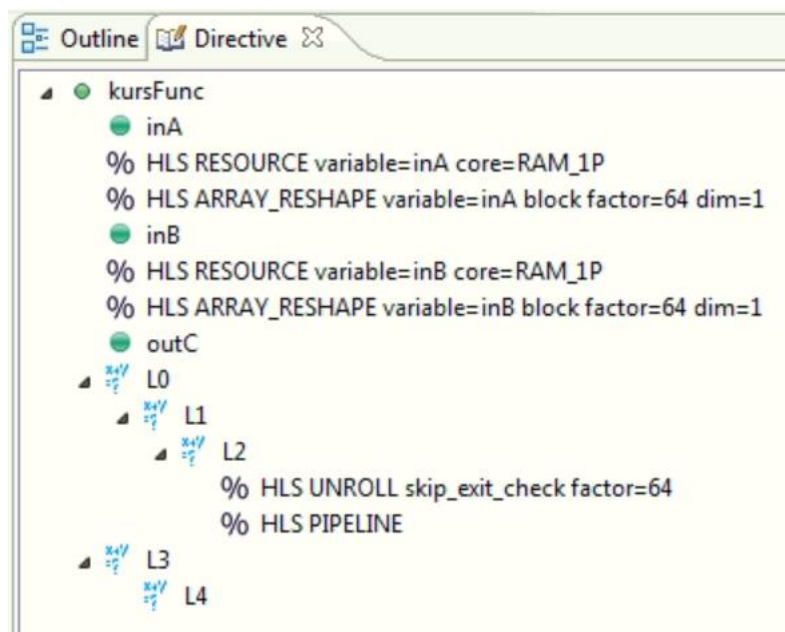 Outline Directive
kursFunc
inA
% HLS RESOURCE variable=inA core=RAM_1P
% HLS ARRAY_RESHAPE variable=inA block factor=64 dim=1
inB
% HLS RESOURCE variable=inB core=RAM_1P
% HLS ARRAY_RESHAPE variable=inB block factor=64 dim=1
outC
L0
L1
L2
% HLS UNROLL skip_exit_check factor=64
% HLS PIPELINE
L3
L4